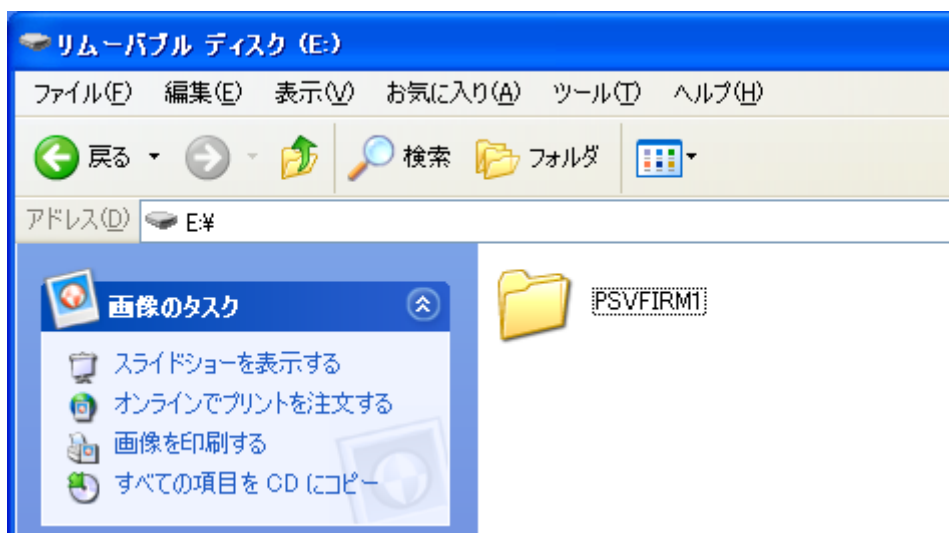 リムーバブル ディスク (E:)
ファイル(F) 編集(E) 表示(V) お気に入り(A) ツール(T) ヘルプ(H)
戻る 検索 フォルダ
アドレス(D) E:¥
画像のタスク
スライドショーを表示する
オンラインでプリントを注文する
画像を印刷する
すべての項目を CD にコピー
PSVFIRM1